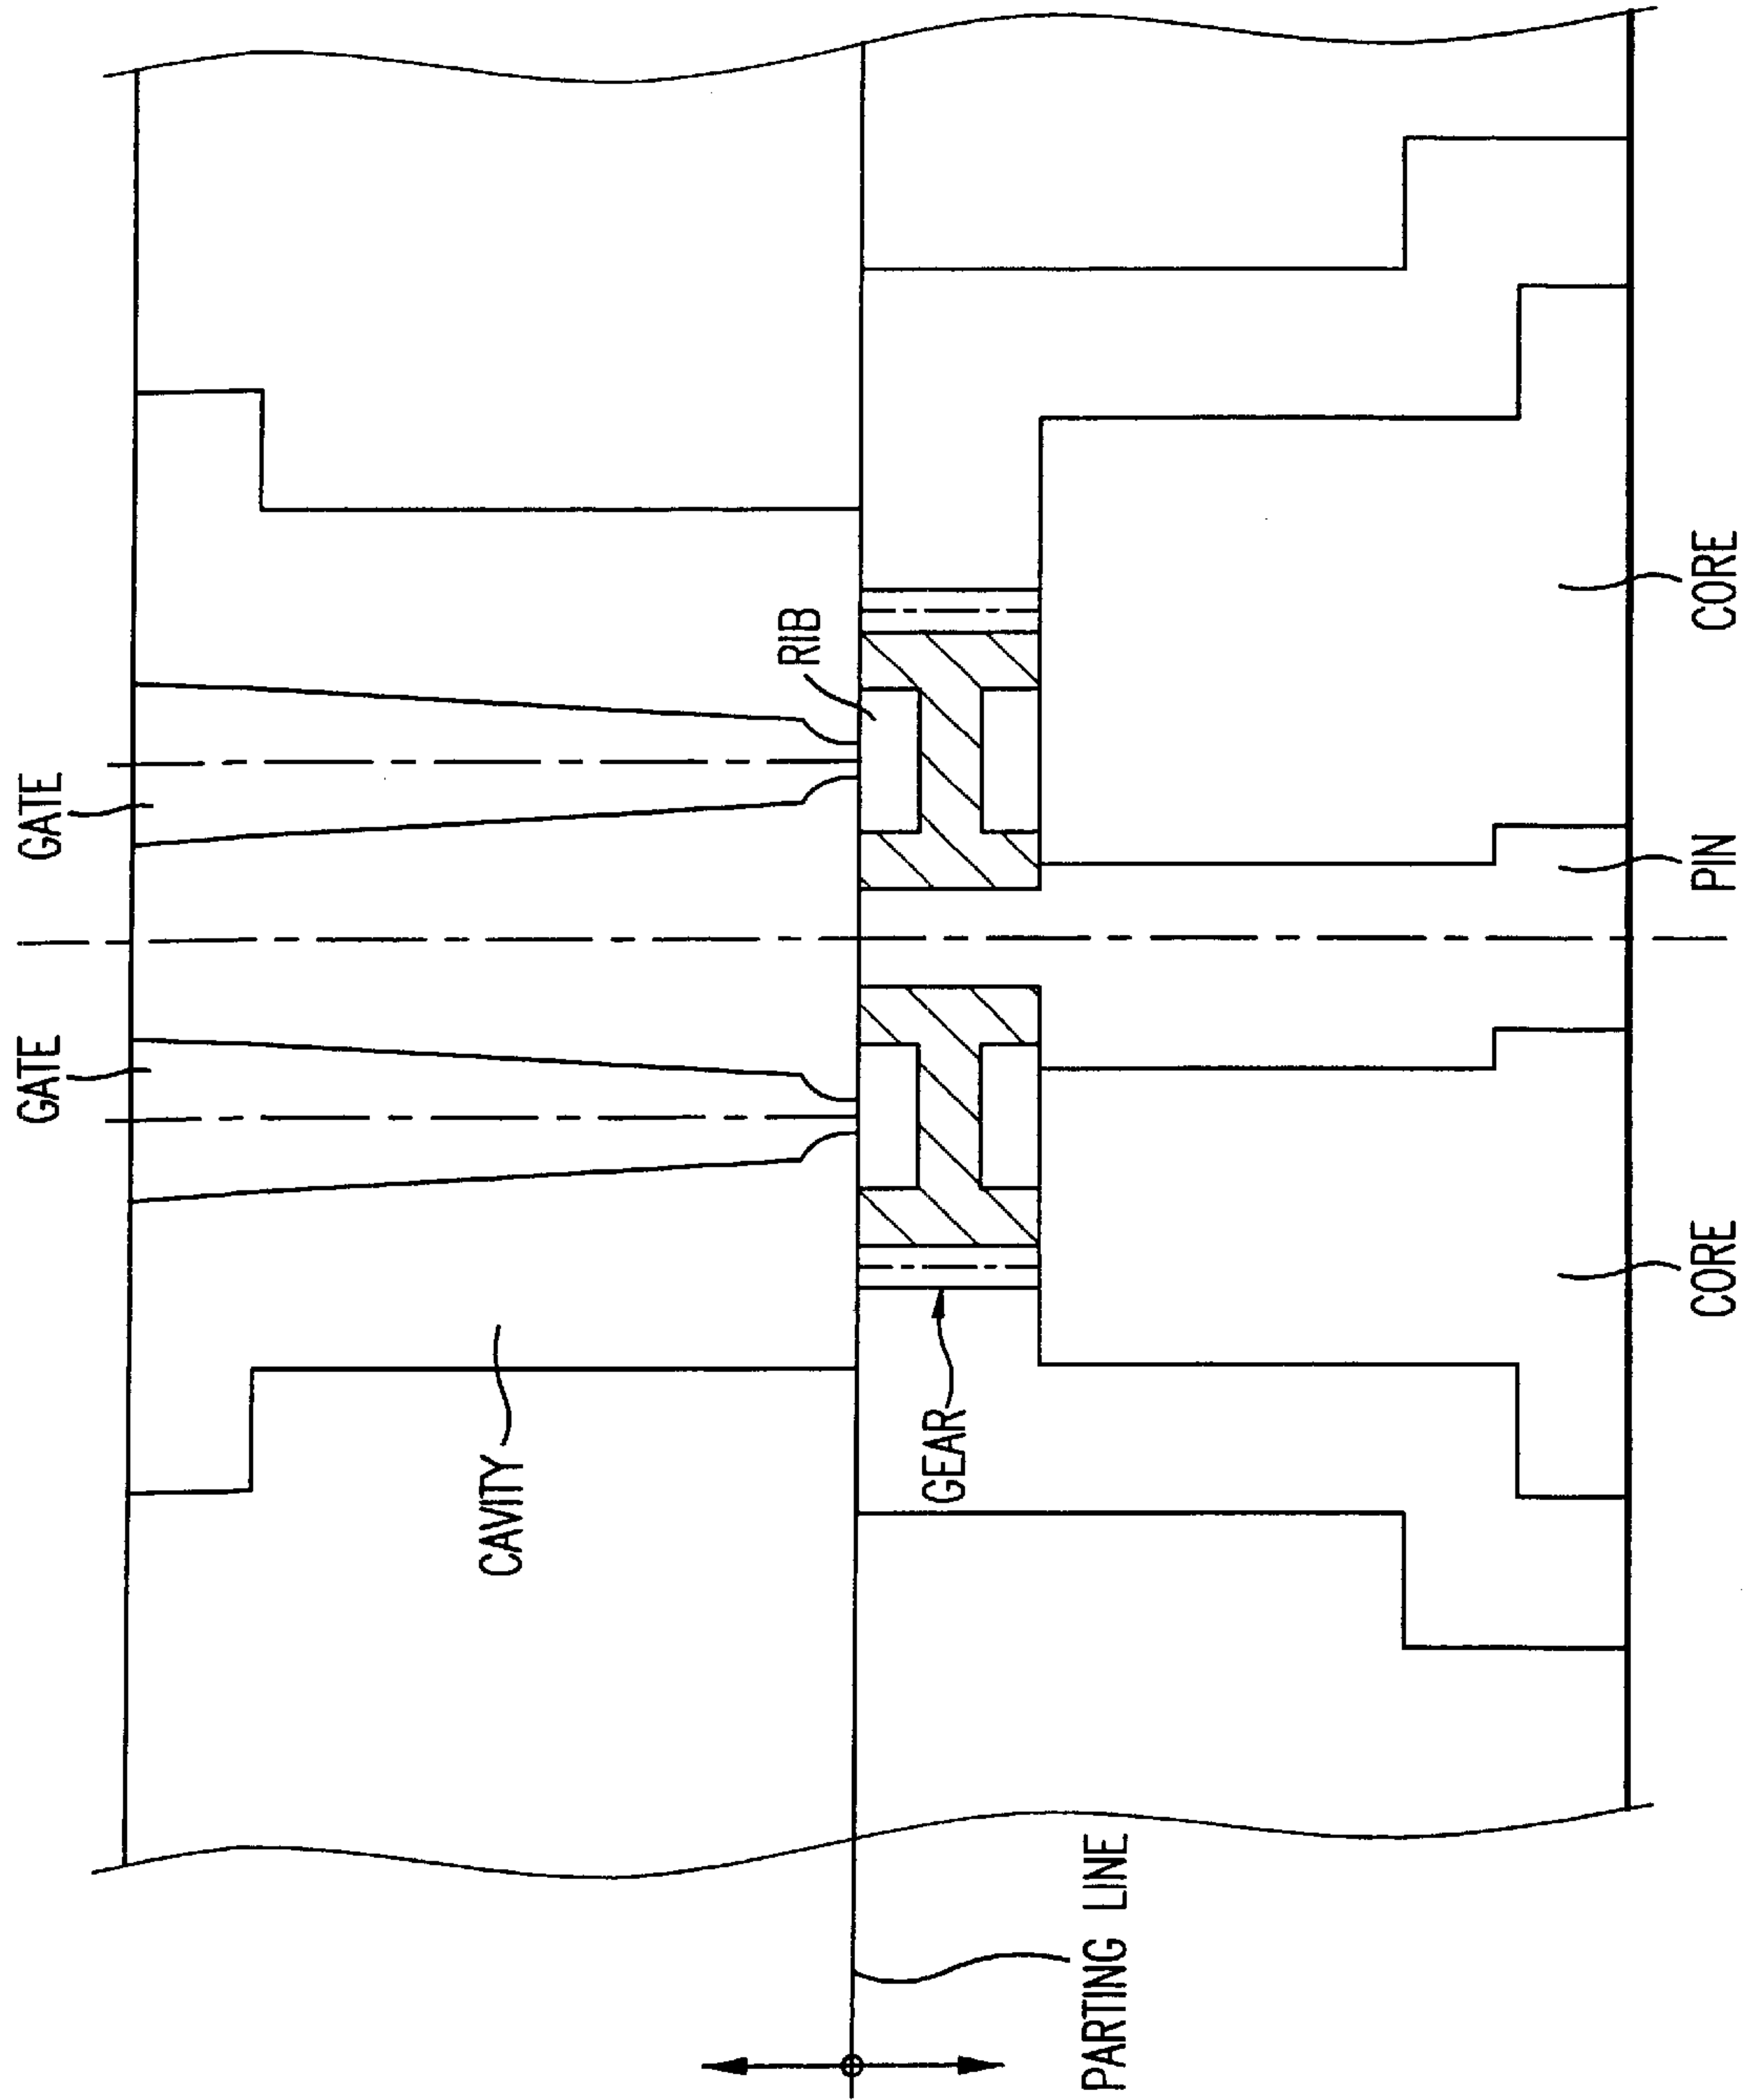 GATE
GATE
RIB
CAVITY
GEAR
PARTING LINE
CORE
PIN
CORE